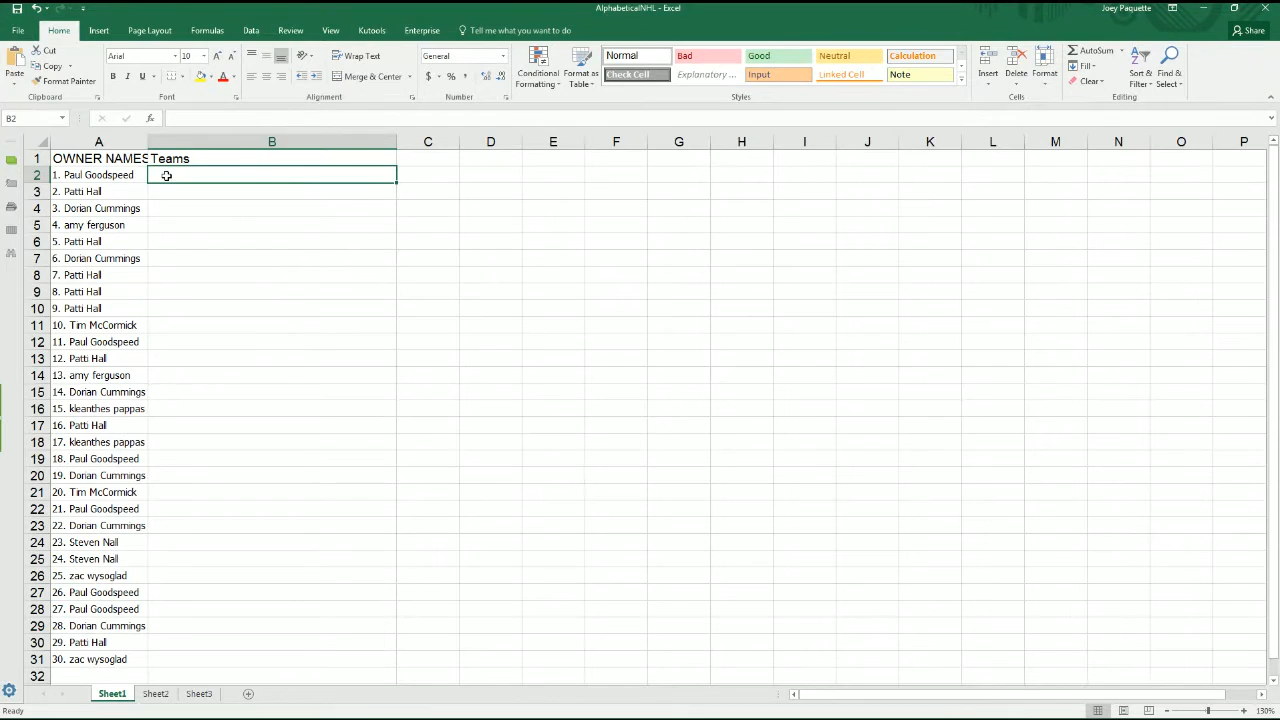 AlphabeticalNHL - Excel
Joey Paquette
File Home Insert Page Layout Formulas Data Review View Kutools Enterprise Tell me what you want to do
Share
Paste
Cut
Copy
Format Painter
Clipboard
Arial 10
B I U
Font
Wrap Text
Merge & Center
Alignment
General
$ % ,
Number
Conditional Formatting
Format as Table
Normal Bad Good Neutral Calculation
Check Cell Explanatory ... Input Linked Cell Note
Styles
Insert Delete Format
Cells
AutoSum
Fill
Clear
Sort & Filter
Find & Select
Editing
B2
fx
A B C D E F G H I J K L M N O P
1 OWNER NAMES Teams
2 1. Paul Goodspeed
3 2. Patti Hall
4 3. Dorian Cummings
5 4. amy ferguson
6 5. Patti Hall
7 6. Dorian Cummings
8 7. Patti Hall
9 8. Patti Hall
10 9. Patti Hall
11 10. Tim McCormick
12 11. Paul Goodspeed
13 12. Patti Hall
14 13. amy ferguson
15 14. Dorian Cummings
16 15. kleanthes pappas
17 16. Patti Hall
18 17. kleanthes pappas
19 18. Paul Goodspeed
20 19. Dorian Cummings
21 20. Tim McCormick
22 21. Paul Goodspeed
23 22. Dorian Cummings
24 23. Steven Nall
25 24. Steven Nall
26 25. zac wysoglad
27 26. Paul Goodspeed
28 27. Paul Goodspeed
29 28. Dorian Cummings
30 29. Patti Hall
31 30. zac wysoglad
32
Sheet1 Sheet2 Sheet3
Ready
130%